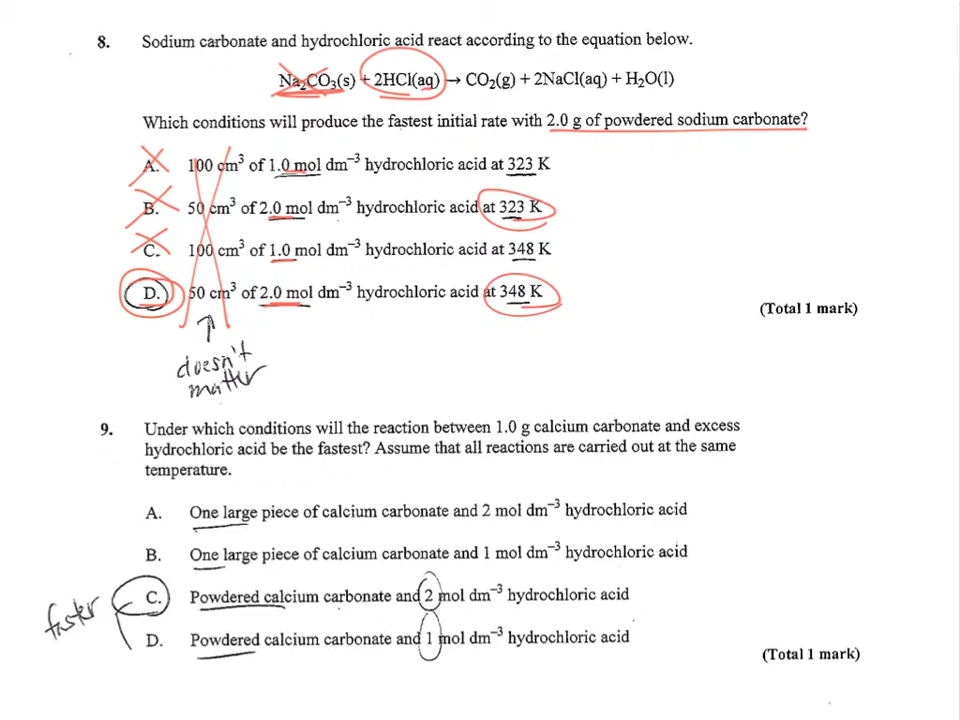 8. Sodium carbonate and hydrochloric acid react according to the equation below.
Na₂CO₃(s) + 2HCl(aq) → CO₂(g) + 2NaCl(aq) + H₂O(l)
Which conditions will produce the fastest initial rate with 2.0 g of powdered sodium carbonate?
A. 100 cm³ of 1.0 mol dm⁻³ hydrochloric acid at 323 K
B. 50 cm³ of 2.0 mol dm⁻³ hydrochloric acid at 323 K
C. 100 cm³ of 1.0 mol dm⁻³ hydrochloric acid at 348 K
D. 50 cm³ of 2.0 mol dm⁻³ hydrochloric acid at 348 K
(Total 1 mark)
doesn't
matter
9. Under which conditions will the reaction between 1.0 g calcium carbonate and excess
hydrochloric acid be the fastest? Assume that all reactions are carried out at the same
temperature.
A. One large piece of calcium carbonate and 2 mol dm⁻³ hydrochloric acid
B. One large piece of calcium carbonate and 1 mol dm⁻³ hydrochloric acid
C. Powdered calcium carbonate and 2 mol dm⁻³ hydrochloric acid
faster
D. Powdered calcium carbonate and 1 mol dm⁻³ hydrochloric acid
(Total 1 mark)